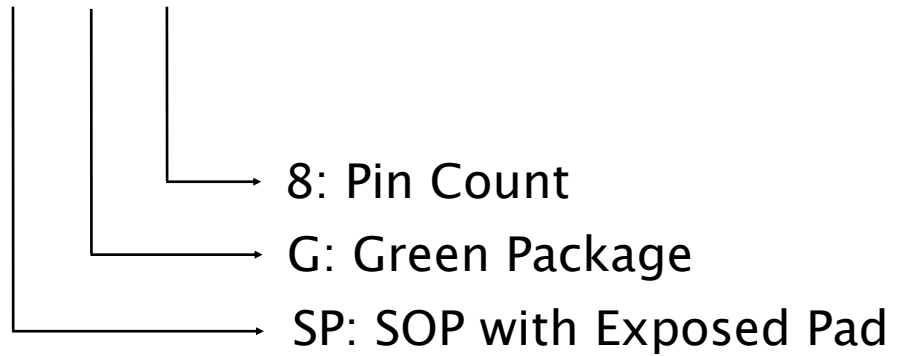 8: Pin Count
G: Green Package
SP: SOP with Exposed Pad